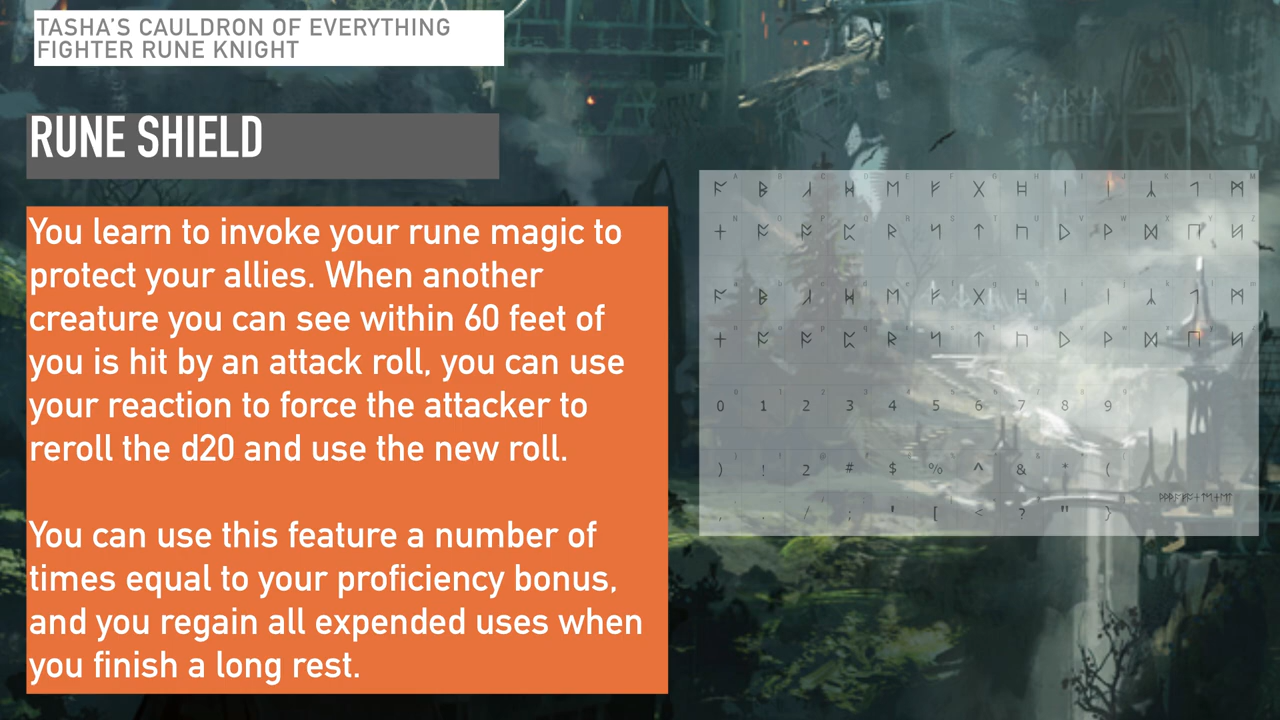 TASHA'S CAULDRON OF EVERYTHING
FIGHTER RUNE KNIGHT
RUNE SHIELD
You learn to invoke your rune magic to
protect your allies. When another
creature you can see within 60 feet of
you is hit by an attack roll, you can use
your reaction to force the attacker to
reroll the d20 and use the new roll.
You can use this feature a number of
times equal to your proficiency bonus,
and you regain all expended uses when
you finish a long rest.
0 1 2 3 4 5 6 7 8 9
) ! 2 # $ % ^ & * (
, . / ; ' [ < ? " }